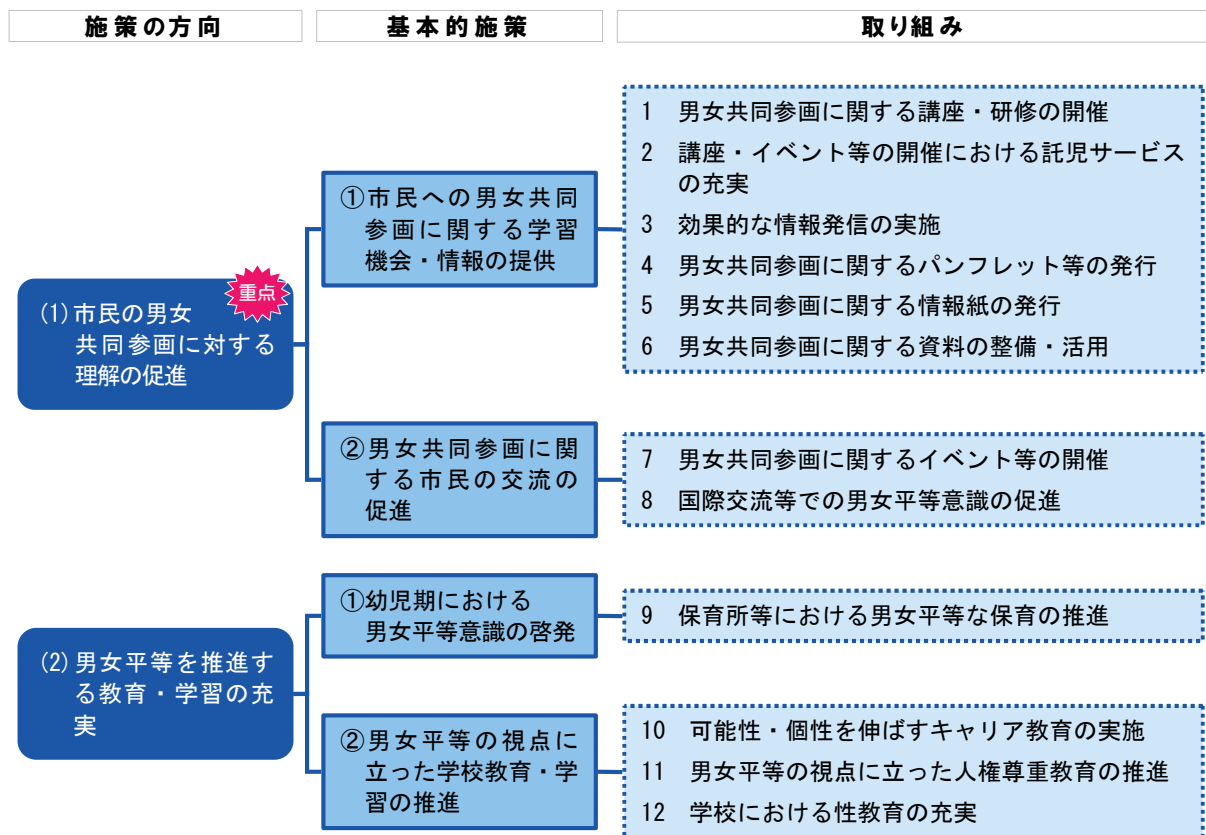 施策の方向
基本的施策
取り組み
(1)市民の男女
共同参画に対する
理解の促進
重点
①市民への男女共同
参画に関する学習
機会・情報の提供
1 男女共同参画に関する講座・研修の開催
2 講座・イベント等の開催における託児サービス
の充実
3 効果的な情報発信の実施
4 男女共同参画に関するパンフレット等の発行
5 男女共同参画に関する情報紙の発行
6 男女共同参画に関する資料の整備・活用
②男女共同参画に関
する市民の交流の
促進
7 男女共同参画に関するイベント等の開催
8 国際交流等での男女平等意識の促進
(2)男女平等を推進す
る教育・学習の充
実
①幼児期における
男女平等意識の啓発
9 保育所等における男女平等な保育の推進
②男女平等の視点に
立った学校教育・学
習の推進
10 可能性・個性を伸ばすキャリア教育の実施
11 男女平等の視点に立った人権尊重教育の推進
12 学校における性教育の充実